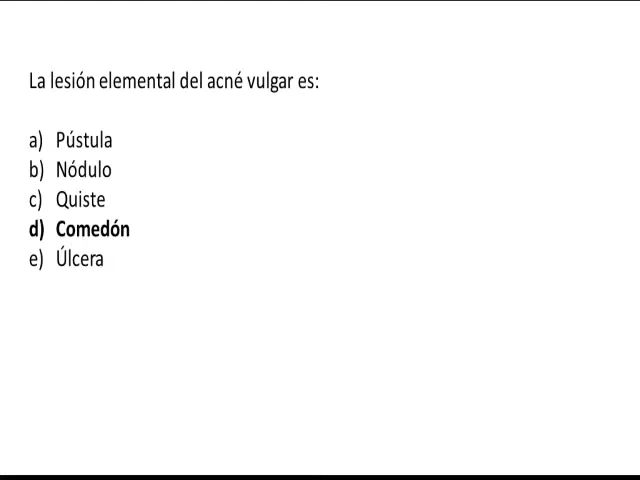 La lesión elemental del acné vulgar es:
a) Pústula
b) Nódulo
c) Quiste
d) Comedón
e) Úlcera